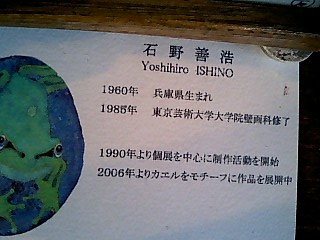 石野善浩
Yoshihiro ISHINO
1960年 兵庫県生まれ
1985年 東京芸術大学大学院壁画科修了
1990年より個展を中心に制作活動を開始
2006年よりカエルをモチーフに作品を展開中